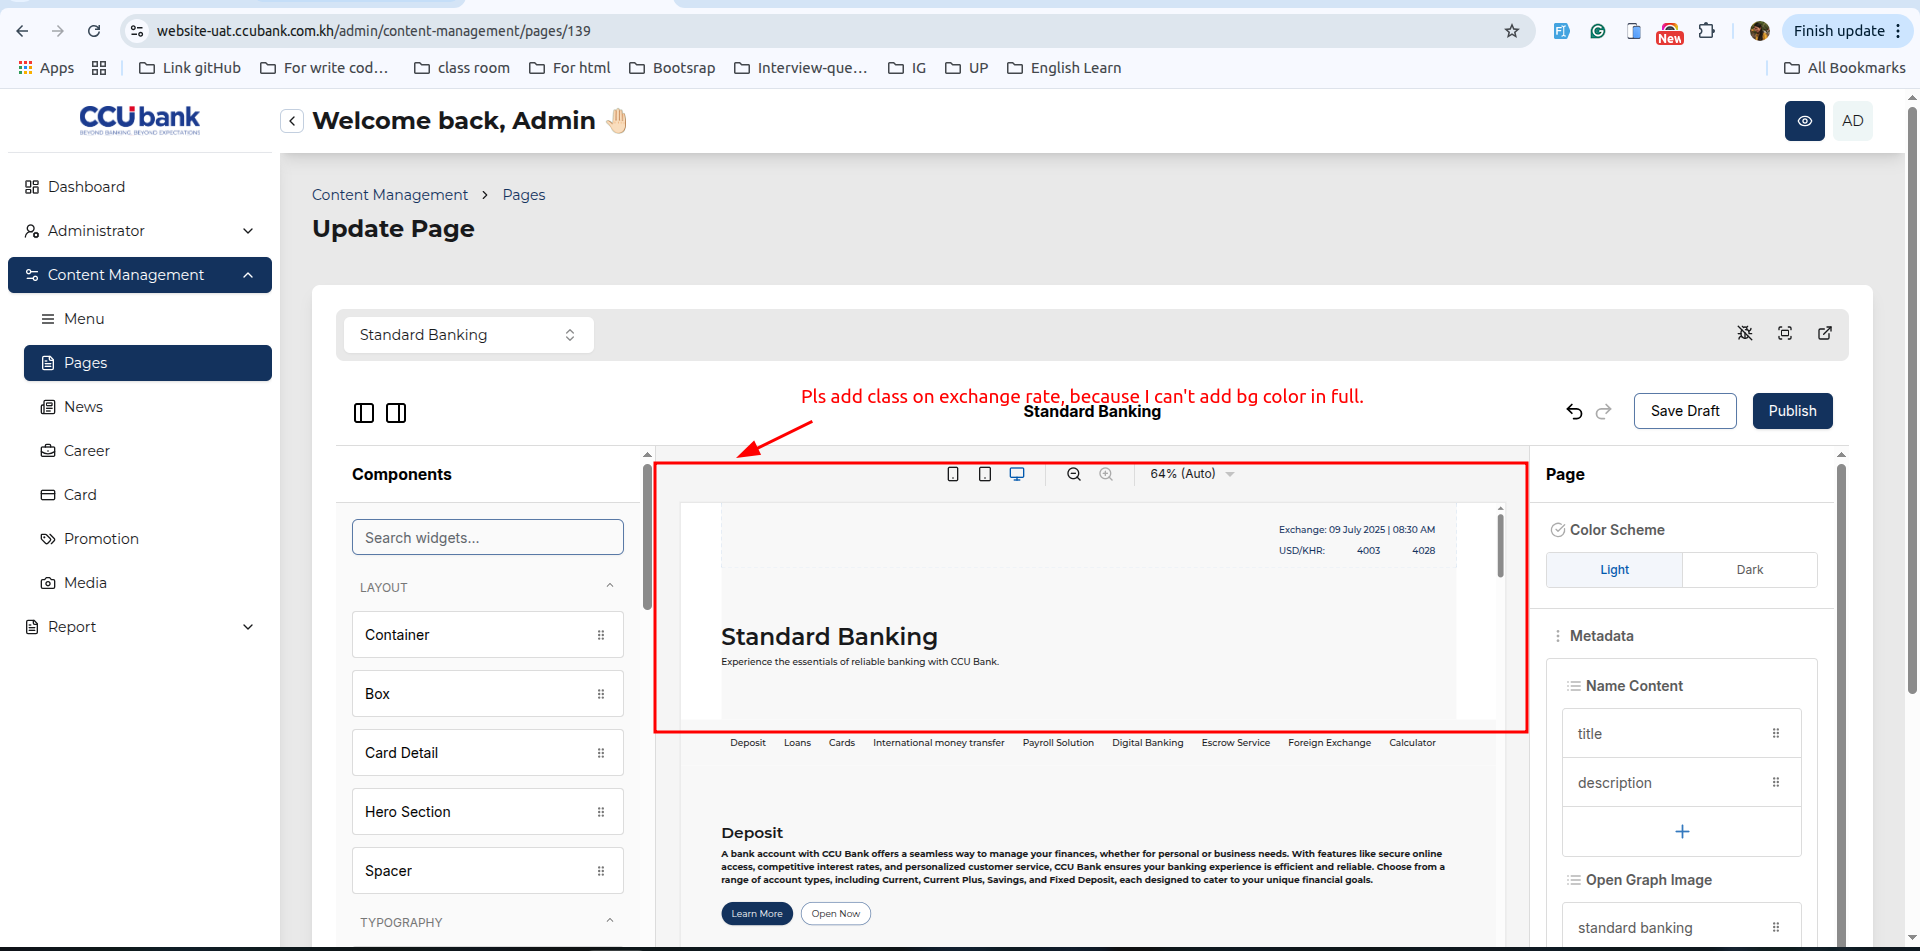 website-uat.ccubank.com.kh/admin/content-management/pages/139
New
Finish update
Apps
Link gitHub
For write cod...
class room
For html
Bootsrap
Interview-que...
IG
UP
English Learn
All Bookmarks
CCU bank
BEYOND BANKING, BEYOND EXPECTATIONS
Welcome back, Admin
AD
Dashboard
Administrator
Content Management
Menu
Pages
News
Career
Card
Promotion
Media
Report
Content Management > Pages
Update Page
Standard Banking
Pls add class on exchange rate, because I can't add bg color in full.
Standard Banking
Save Draft
Publish
Components
Search widgets...
LAYOUT
Container
Box
Card Detail
Hero Section
Spacer
TYPOGRAPHY
64% (Auto)
Exchange: 09 July 2025 | 08:30 AM
USD/KHR: 4003 4028
Standard Banking
Experience the essentials of reliable banking with CCU Bank.
Deposit Loans Cards International money transfer Payroll Solution Digital Banking Escrow Service Foreign Exchange Calculator
Deposit
A bank account with CCU Bank offers a seamless way to manage your finances, whether for personal or business needs. With features like secure online
access, competitive interest rates, and personalized customer service, CCU Bank ensures your banking experience is efficient and reliable. Choose from a
range of account types, including Current, Current Plus, Savings, and Fixed Deposit, each designed to cater to your unique financial goals.
Learn More
Open Now
Page
Color Scheme
Light
Dark
Metadata
Name Content
title
description
Open Graph Image
standard banking